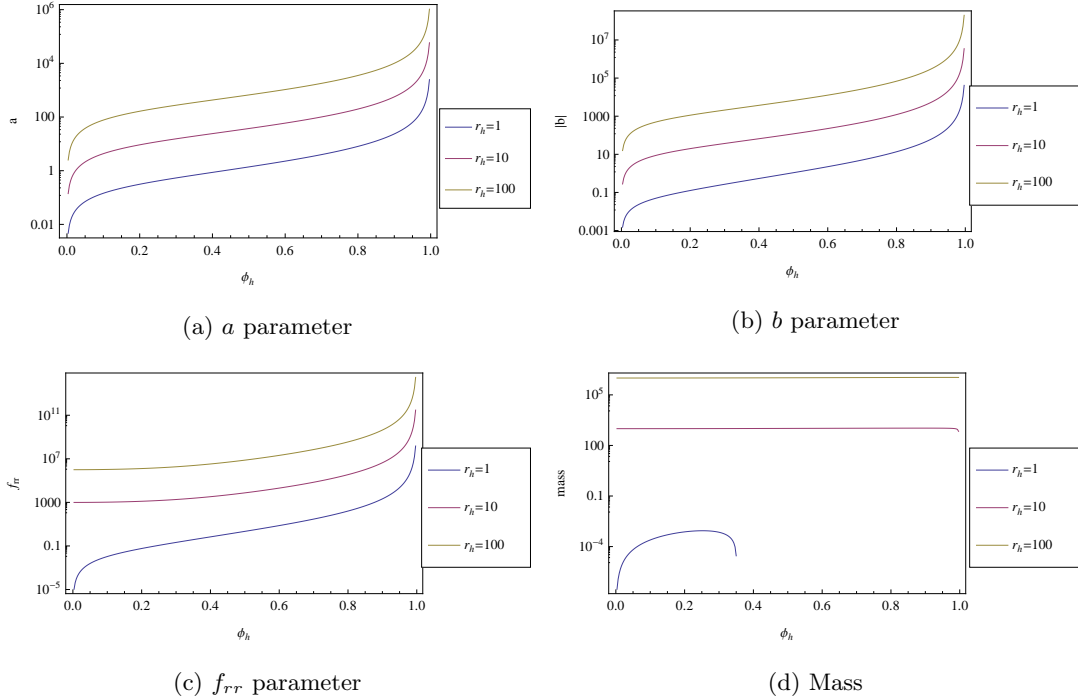 10^6
10^4
100
1
0.01
a
0.0 0.2 0.4 0.6 0.8 1.0
ϕ_h
r_h=1
r_h=10
r_h=100
(a) a parameter
10^7
10^5
1000
10
0.1
0.001
|b|
0.0 0.2 0.4 0.6 0.8 1.0
ϕ_h
r_h=1
r_h=10
r_h=100
(b) b parameter
10^11
10^7
1000
0.1
10^-5
f_rr
0.0 0.2 0.4 0.6 0.8 1.0
ϕ_h
r_h=1
r_h=10
r_h=100
(c) f_rr parameter
10^5
100
0.1
10^-4
mass
0.0 0.2 0.4 0.6 0.8 1.0
ϕ_h
r_h=1
r_h=10
r_h=100
(d) Mass